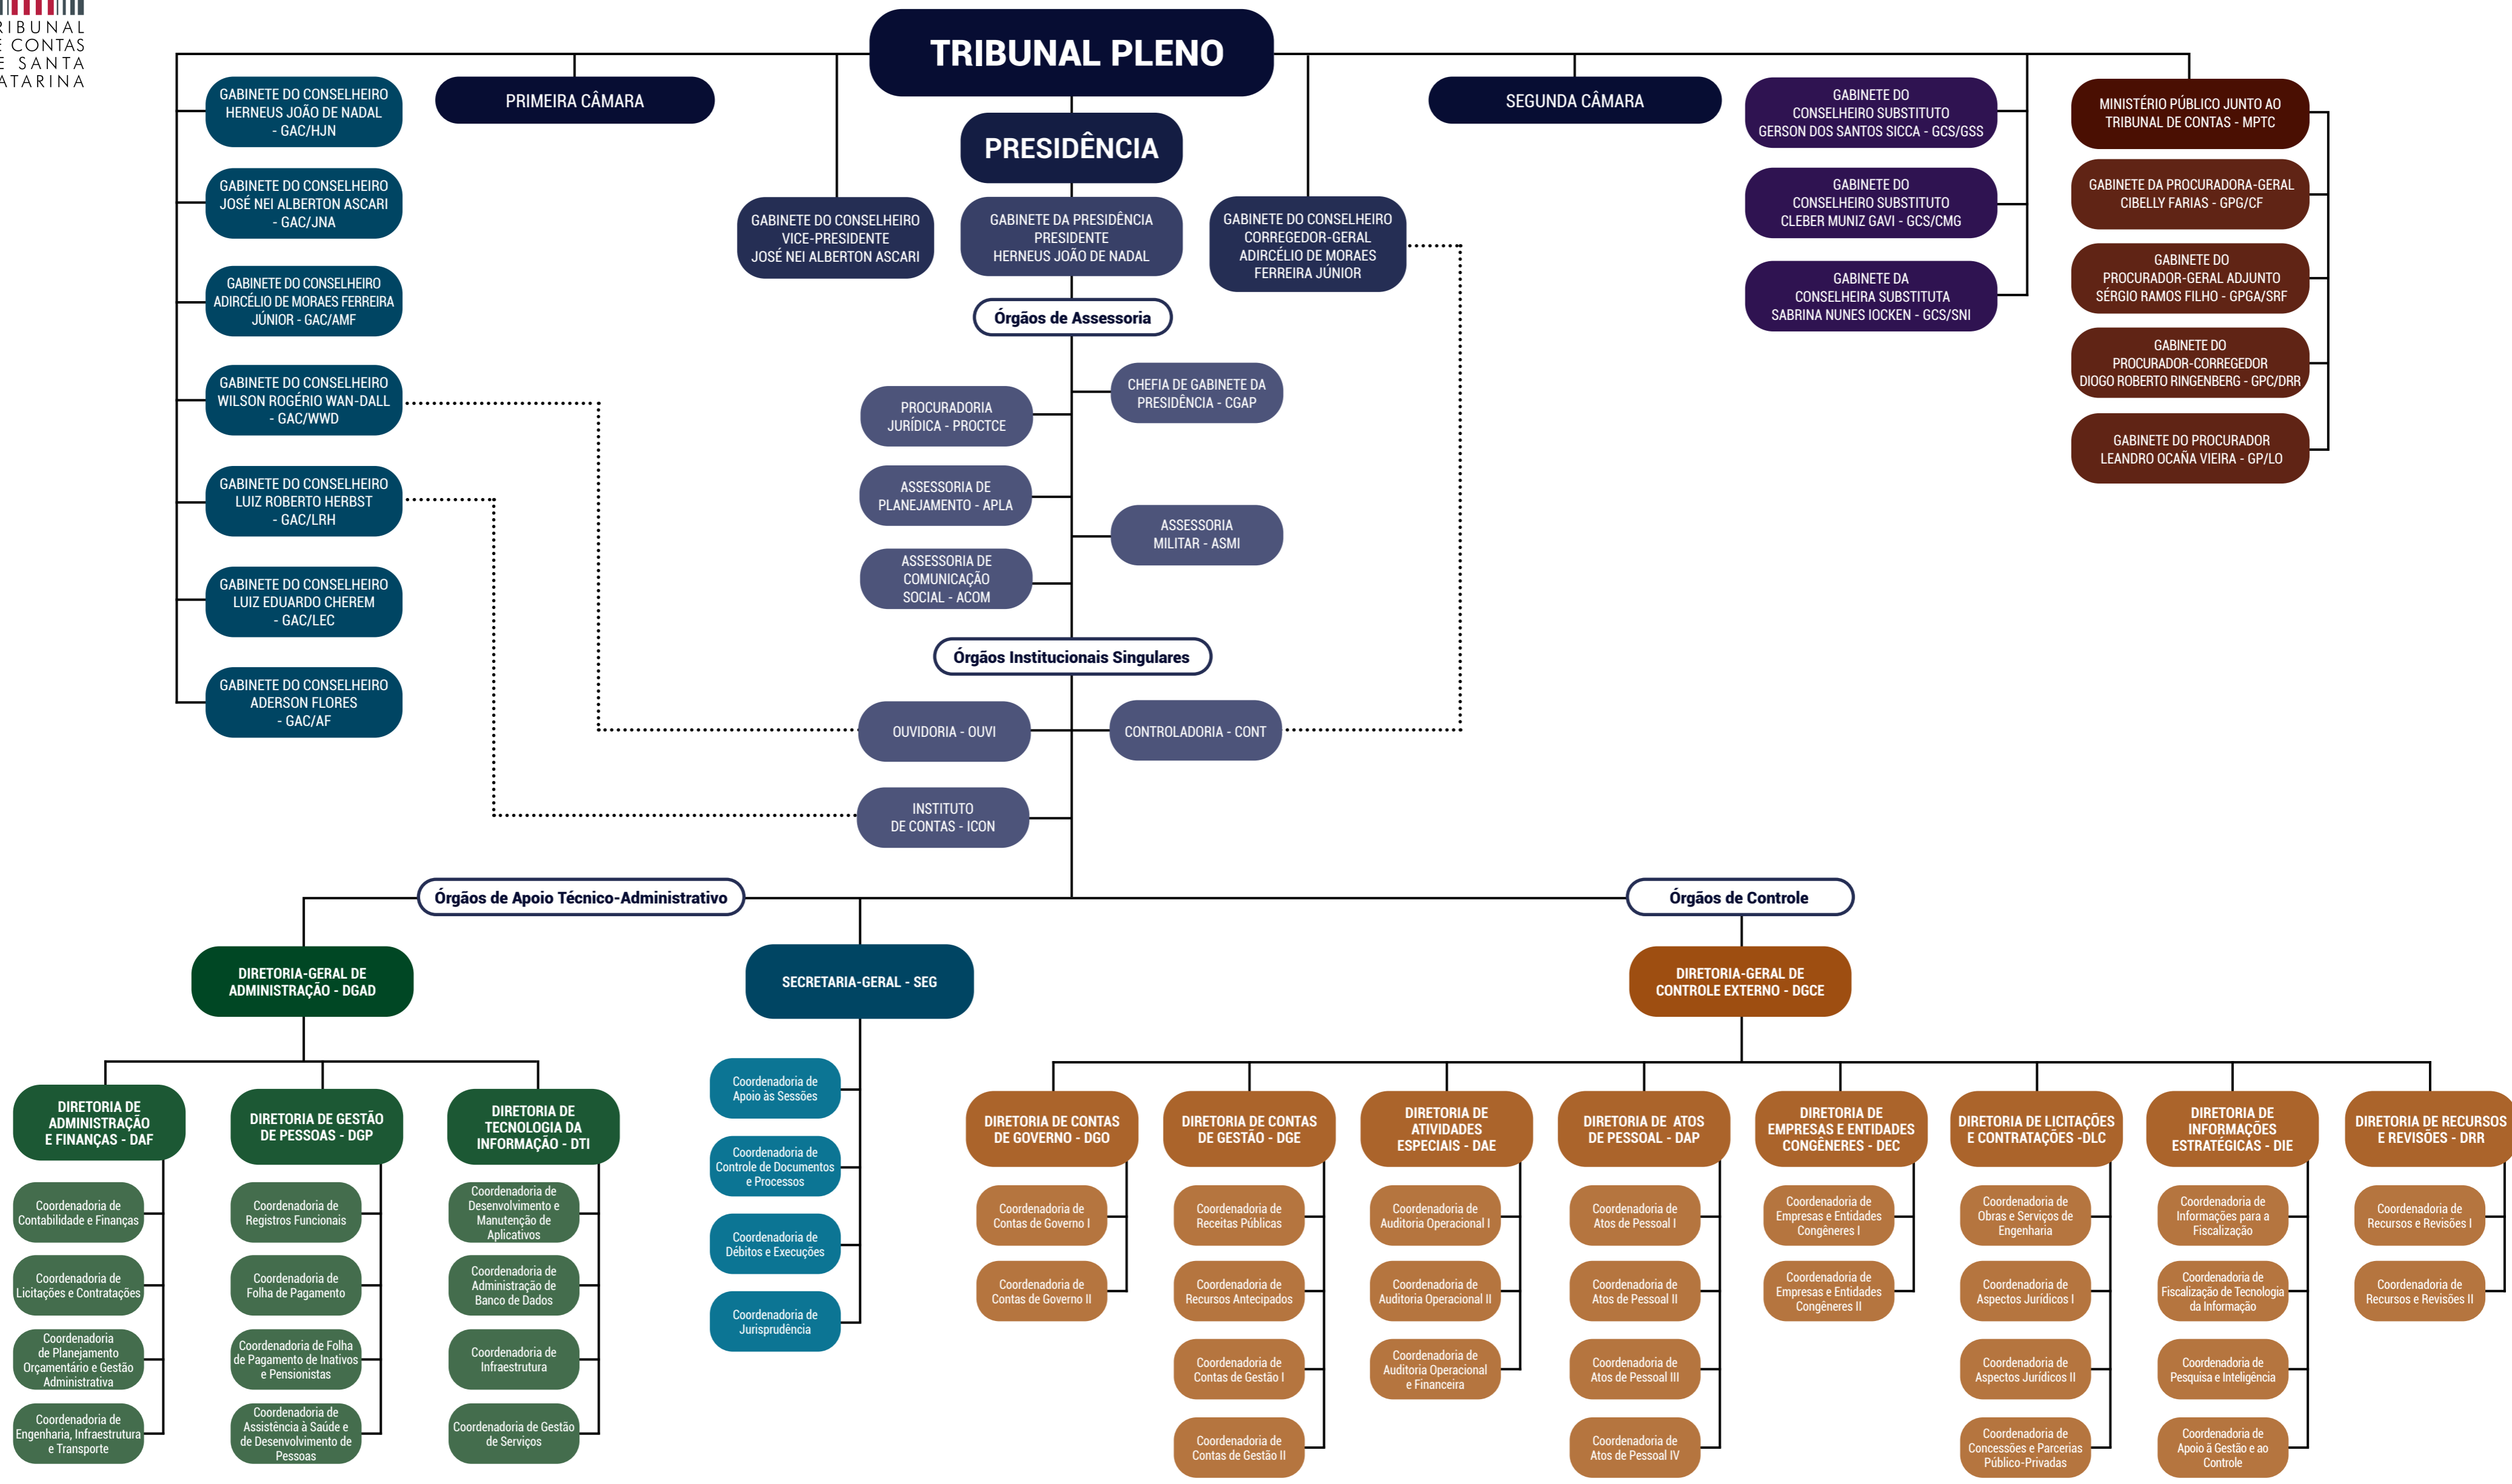 TRIBUNAL PLENO
PRIMEIRA CÂMARA
SEGUNDA CÂMARA
PRESIDÊNCIA
GABINETE DO CONSELHEIRO
HERNEUS JOÃO DE NADAL
- GAC/HJN
GABINETE DO CONSELHEIRO
JOSÉ NEI ALBERTON ASCARI
- GAC/JNA
GABINETE DO CONSELHEIRO
ADIRCÉLIO DE MORAES FERREIRA
JÚNIOR - GAC/AMF
GABINETE DO CONSELHEIRO
WILSON ROGÉRIO WAN-DALL
- GAC/WWD
GABINETE DO CONSELHEIRO
LUIZ ROBERTO HERBST
- GAC/LRH
GABINETE DO CONSELHEIRO
LUIZ EDUARDO CHEREM
- GAC/LEC
GABINETE DO CONSELHEIRO
ADERSON FLORES
- GAC/AF
GABINETE DO CONSELHEIRO
VICE-PRESIDENTE
JOSÉ NEI ALBERTON ASCARI
GABINETE DA PRESIDÊNCIA
PRESIDENTE
HERNEUS JOÃO DE NADAL
GABINETE DO CONSELHEIRO
CORREGEDOR-GERAL
ADIRCÉLIO DE MORAES
FERREIRA JÚNIOR
GABINETE DO
CONSELHEIRO SUBSTITUTO
GERSON DOS SANTOS SICCA - GCS/GSS
GABINETE DO
CONSELHEIRO SUBSTITUTO
CLEBER MUNIZ GAVI - GCS/CMG
GABINETE DA
CONSELHEIRA SUBSTITUTA
SABRINA NUNES IOCKEN - GCS/SNI
MINISTÉRIO PÚBLICO JUNTO AO
TRIBUNAL DE CONTAS - MPTC
GABINETE DA PROCURADORA-GERAL
CIBELLY FARIAS - GPG/CF
GABINETE DO
PROCURADOR-GERAL ADJUNTO
SÉRGIO RAMOS FILHO - GPGA/SRF
GABINETE DO
PROCURADOR-CORREGEDOR
DIOGO ROBERTO RINGENBERG - GPC/DRR
GABINETE DO PROCURADOR
LEANDRO OCAÑA VIEIRA - GP/LO
Órgãos de Assessoria
CHEFIA DE GABINETE DA
PRESIDÊNCIA - CGAP
PROCURADORIA
JURÍDICA - PROCTCE
ASSESSORIA DE
PLANEJAMENTO - APLA
ASSESSORIA
MILITAR - ASMI
ASSESSORIA DE
COMUNICAÇÃO
SOCIAL - ACOM
Órgãos Institucionais Singulares
OUVIDORIA - OUVI
CONTROLADORIA - CONT
INSTITUTO
DE CONTAS - ICON
Órgãos de Apoio Técnico-Administrativo
Órgãos de Controle
DIRETORIA-GERAL DE
ADMINISTRAÇÃO - DGAD
SECRETARIA-GERAL - SEG
DIRETORIA-GERAL DE
CONTROLE EXTERNO - DGCE
DIRETORIA DE
ADMINISTRAÇÃO
E FINANÇAS - DAF
Coordenadoria de
Contabilidade e Finanças
Coordenadoria de
Licitações e Contratações
Coordenadoria
de Planejamento
Orçamentário e Gestão
Administrativa
Coordenadoria de
Engenharia, Infraestrutura
e Transporte
DIRETORIA DE GESTÃO
DE PESSOAS - DGP
Coordenadoria de
Registros Funcionais
Coordenadoria de
Folha de Pagamento
Coordenadoria de Folha
de Pagamento de Inativos
e Pensionistas
Coordenadoria de
Assistência à Saúde e
de Desenvolvimento de
Pessoas
DIRETORIA DE
TECNOLOGIA DA
INFORMAÇÃO - DTI
Coordenadoria de
Desenvolvimento e
Manutenção de
Aplicativos
Coordenadoria de
Administração de
Banco de Dados
Coordenadoria de
Infraestrutura
Coordenadoria de Gestão
de Serviços
Coordenadoria de
Apoio às Sessões
Coordenadoria de
Controle de Documentos
e Processos
Coordenadoria de
Débitos e Execuções
Coordenadoria de
Jurisprudência
DIRETORIA DE CONTAS
DE GOVERNO - DGO
Coordenadoria de
Contas de Governo I
Coordenadoria de
Contas de Governo II
DIRETORIA DE CONTAS
DE GESTÃO - DGE
Coordenadoria de
Receitas Públicas
Coordenadoria de
Recursos Antecipados
Coordenadoria de
Contas de Gestão I
Coordenadoria de
Contas de Gestão II
DIRETORIA DE
ATIVIDADES
ESPECIAIS - DAE
Coordenadoria de
Auditoria Operacional I
Coordenadoria de
Auditoria Operacional II
Coordenadoria de
Auditoria Operacional
e Financeira
DIRETORIA DE ATOS
DE PESSOAL - DAP
Coordenadoria de
Atos de Pessoal I
Coordenadoria de
Atos de Pessoal II
Coordenadoria de
Atos de Pessoal III
Coordenadoria de
Atos de Pessoal IV
DIRETORIA DE
EMPRESAS E ENTIDADES
CONGÊNERES - DEC
Coordenadoria de
Empresas e Entidades
Congêneres I
Coordenadoria de
Empresas e Entidades
Congêneres II
DIRETORIA DE LICITAÇÕES
E CONTRATAÇÕES -DLC
Coordenadoria de
Obras e Serviços de
Engenharia
Coordenadoria de
Aspectos Jurídicos I
Coordenadoria de
Aspectos Jurídicos II
Coordenadoria de
Concessões e Parcerias
Público-Privadas
DIRETORIA DE
INFORMAÇÕES
ESTRATÉGICAS - DIE
Coordenadoria de
Informações para a
Fiscalização
Coordenadoria de
Fiscalização de Tecnologia
da Informação
Coordenadoria de
Pesquisa e Inteligência
Coordenadoria de
Apoio ã Gestão e ao
Controle
DIRETORIA DE RECURSOS
E REVISÕES - DRR
Coordenadoria de
Recursos e Revisões I
Coordenadoria de
Recursos e Revisões II
RIBUNAL
E CONTAS
E SANTA
ATARINA